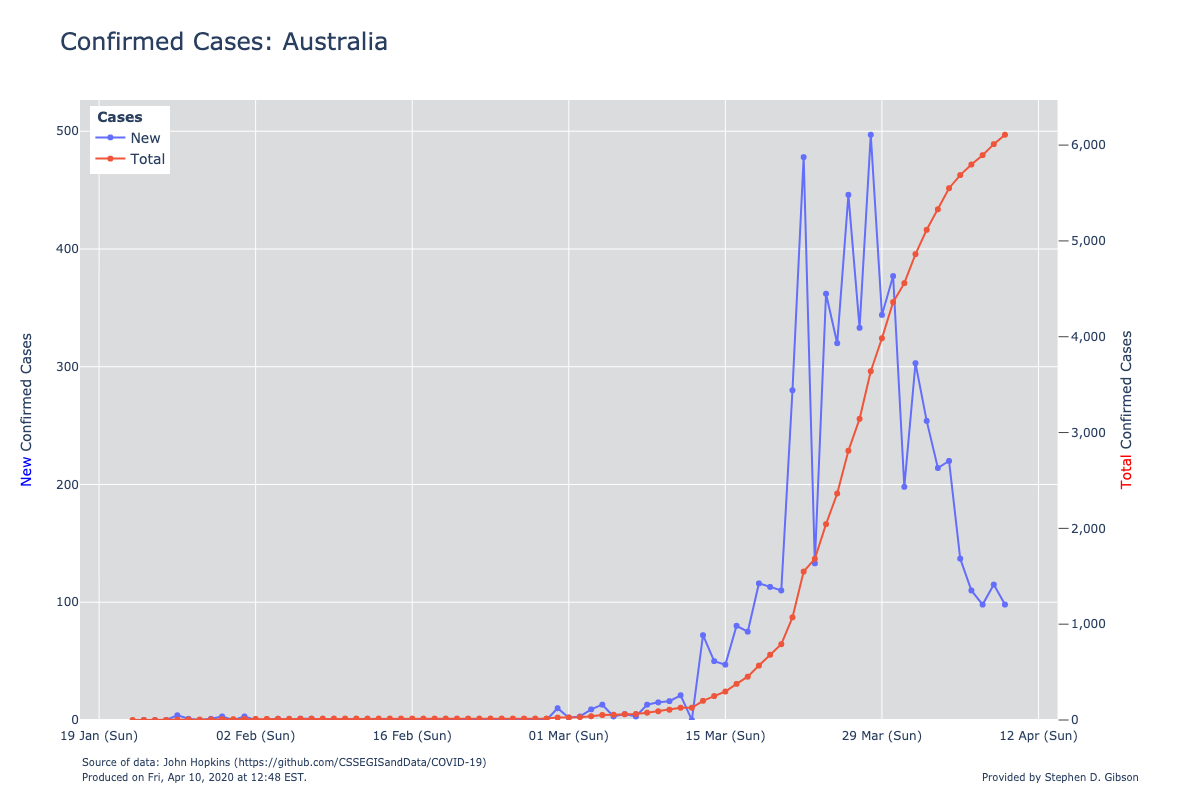 Confirmed Cases: Australia
Cases
New
Total
500
400
300
200
100
0
6,000
5,000
4,000
3,000
2,000
1,000
0
New Confirmed Cases
Total Confirmed Cases
19 Jan (Sun)
02 Feb (Sun)
16 Feb (Sun)
01 Mar (Sun)
15 Mar (Sun)
29 Mar (Sun)
12 Apr (Sun)
Source of data: John Hopkins (https://github.com/CSSEGISandData/COVID-19)
Produced on Fri, Apr 10, 2020 at 12:48 EST.
Provided by Stephen D. Gibson